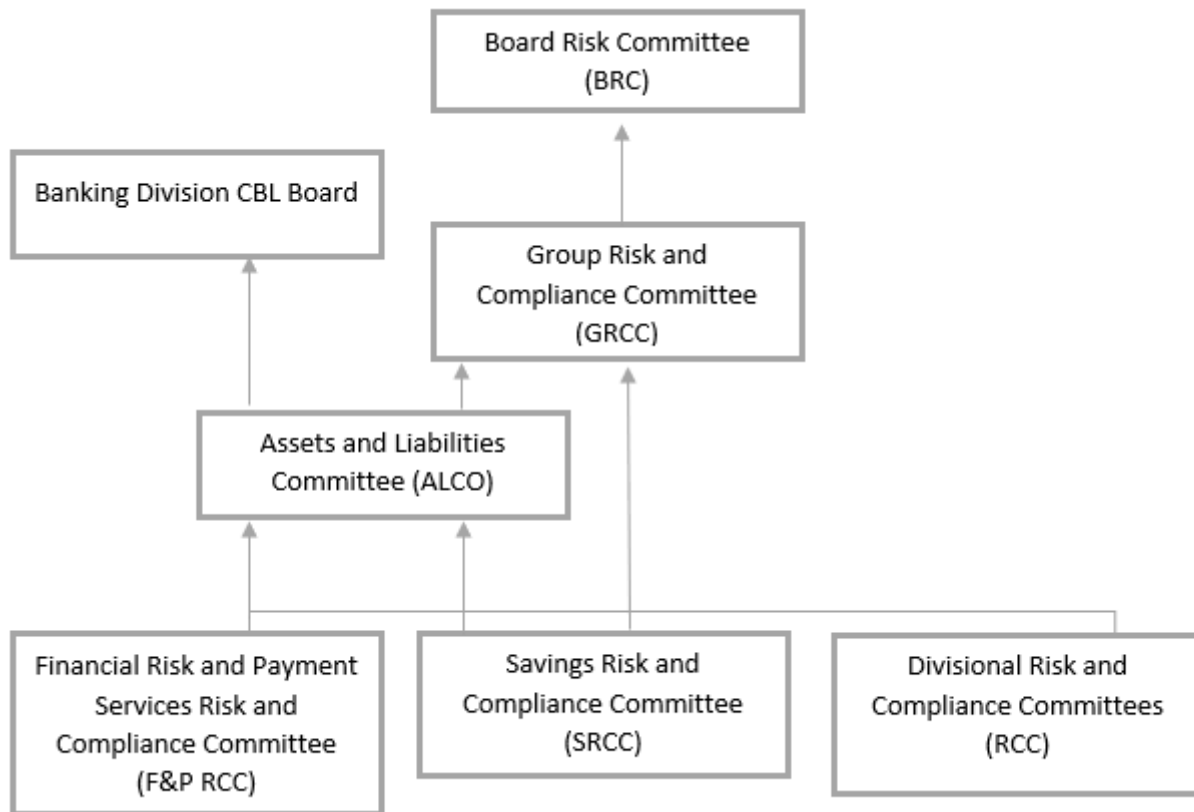 Board Risk Committee
(BRC)
Banking Division CBL Board
Group Risk and
Compliance Committee
(GRCC)
Assets and Liabilities
Committee (ALCO)
Financial Risk and Payment
Services Risk and
Compliance Committee
(F&P RCC)
Savings Risk and
Compliance Committee
(SRCC)
Divisional Risk and
Compliance Committees
(RCC)